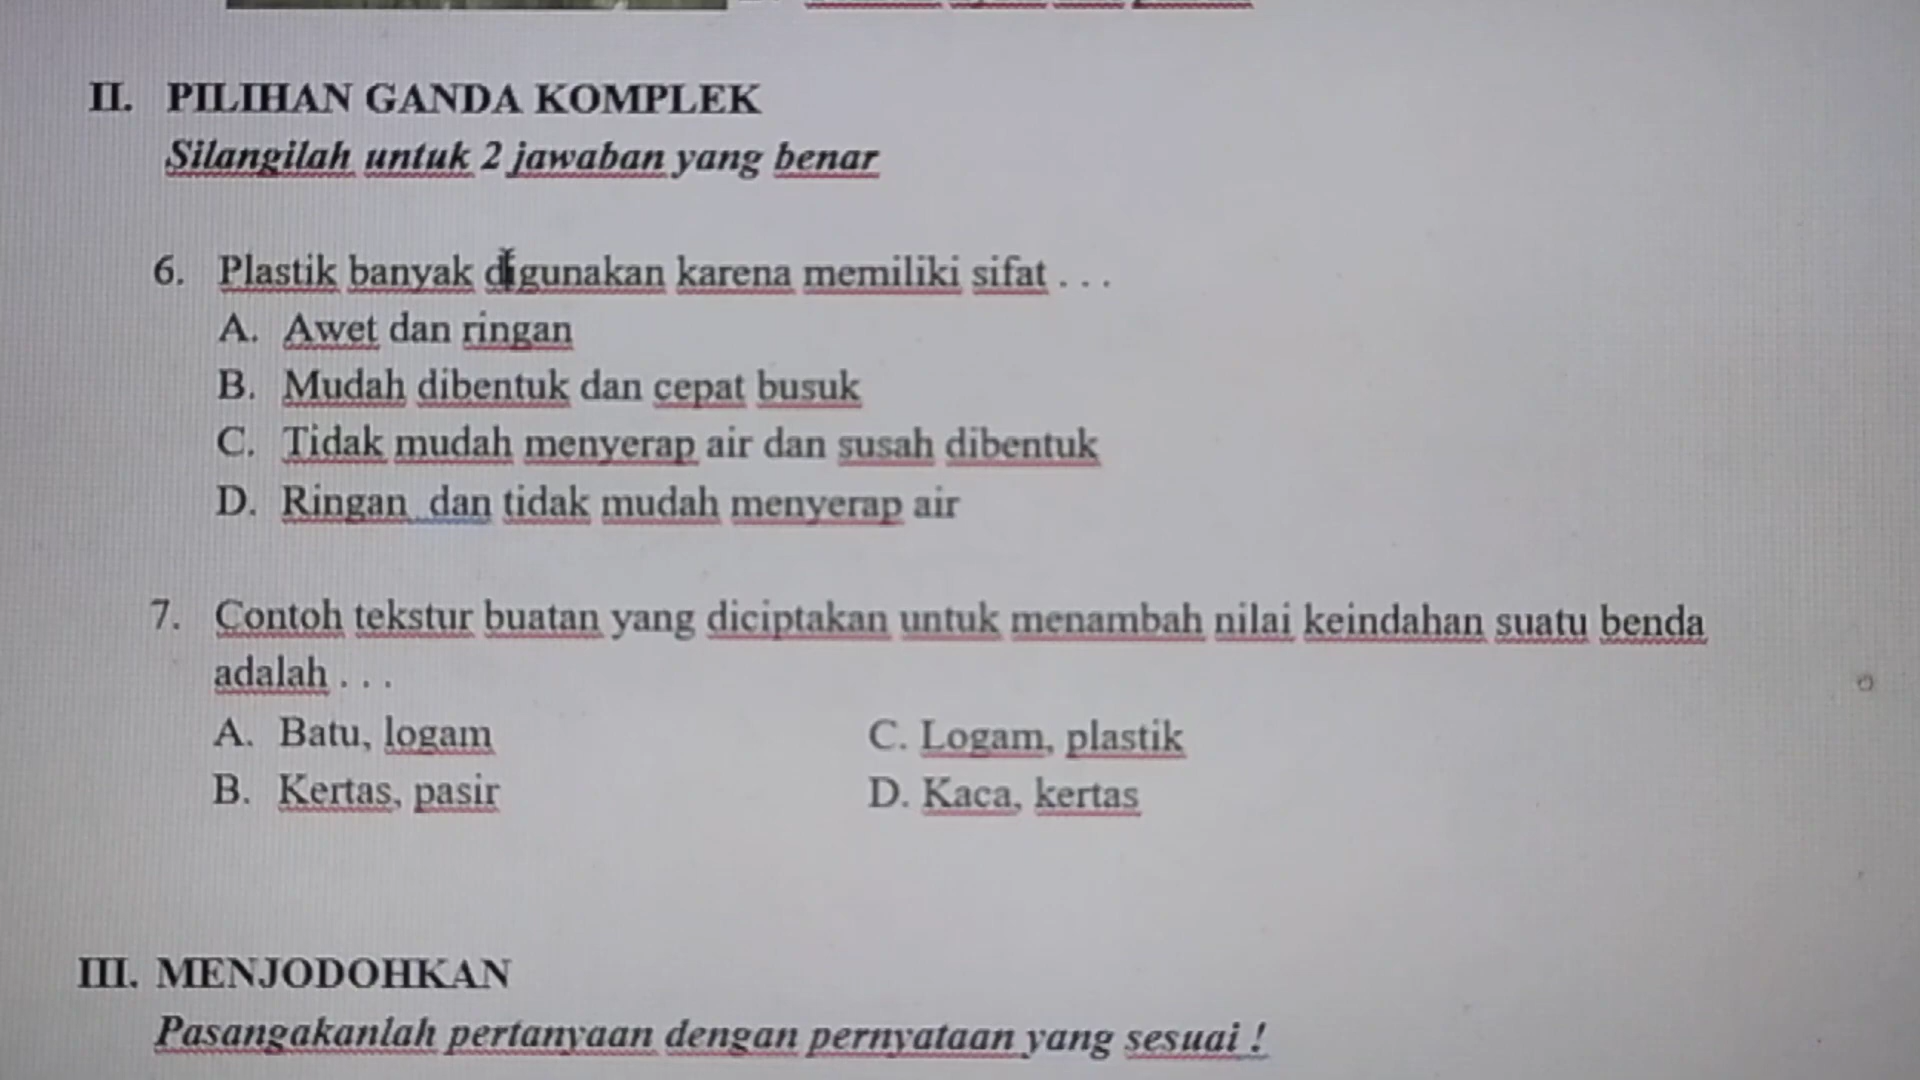 II. PILIHAN GANDA KOMPLEK
Silangilah untuk 2 jawaban yang benar
6. Plastik banyak digunakan karena memiliki sifat . . .
A. Awet dan ringan
B. Mudah dibentuk dan cepat busuk
C. Tidak mudah menyerap air dan susah dibentuk
D. Ringan dan tidak mudah menyerap air
7. Contoh tekstur buatan yang diciptakan untuk menambah nilai keindahan suatu benda
adalah . . .
A. Batu, logam C. Logam, plastik
B. Kertas, pasir D. Kaca, kertas
III. MENJODOHKAN
Pasangakanlah pertanyaan dengan pernyataan yang sesuai !